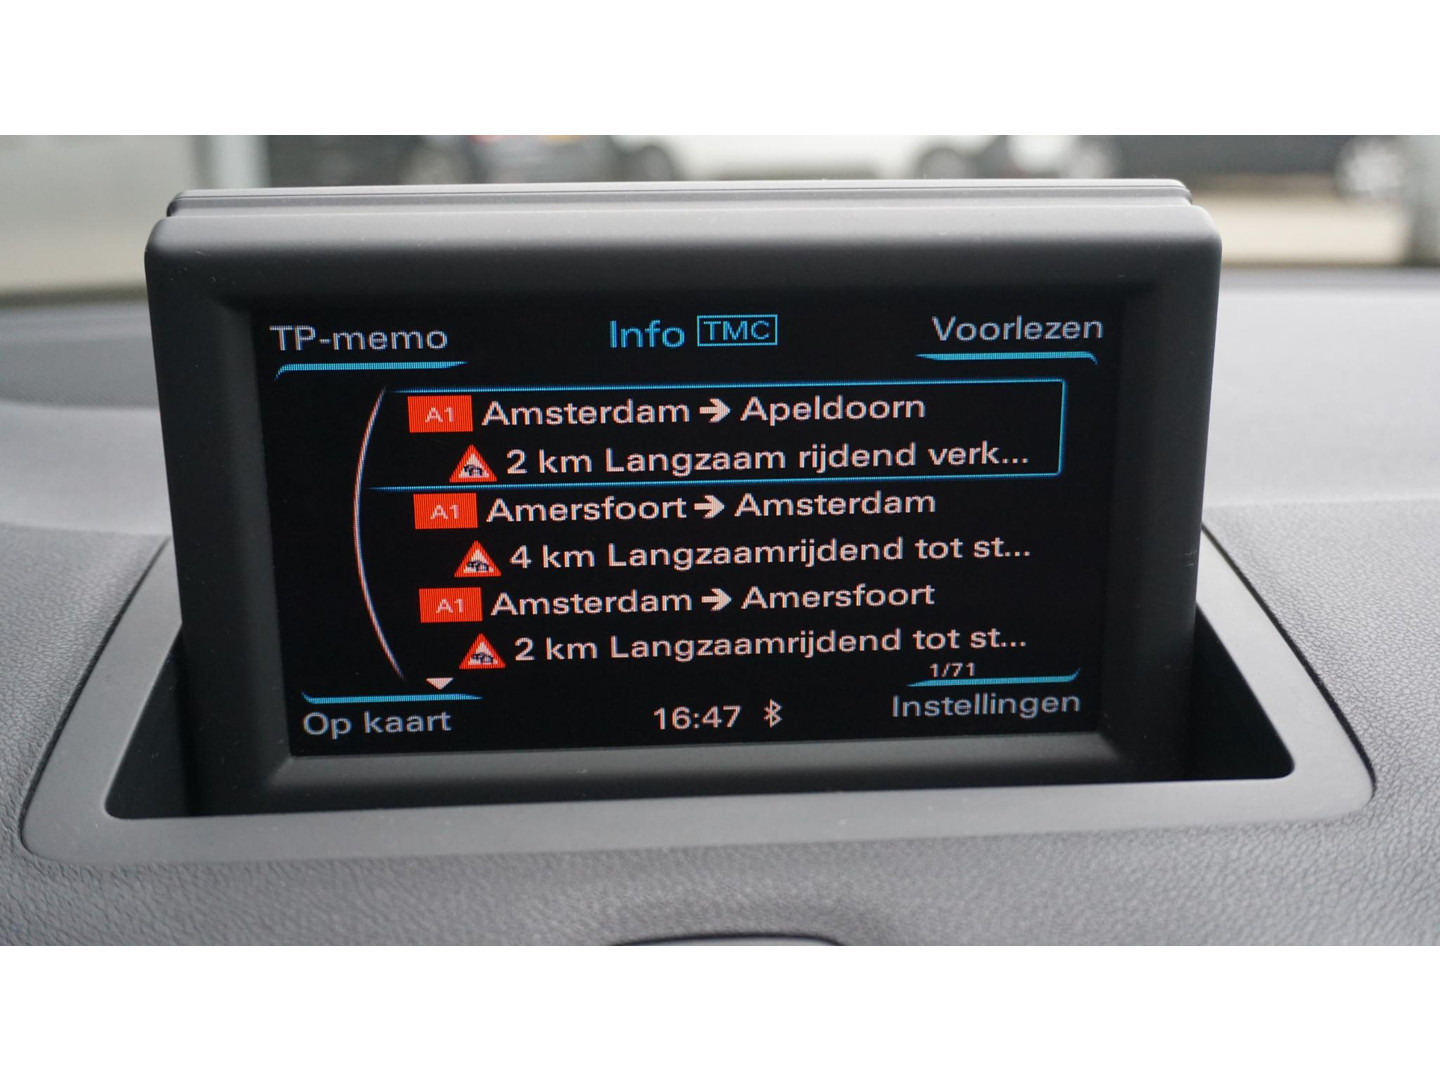 TP-memo
Info TMC
Voorlezen
A1 Amsterdam → Apeldoorn
2 km Langzaam rijdend verk...
A1 Amersfoort → Amsterdam
4 km Langzaamrijdend tot st...
A1 Amsterdam → Amersfoort
2 km Langzaamrijdend tot st...
1/71
Op kaart
16:47
Instellingen